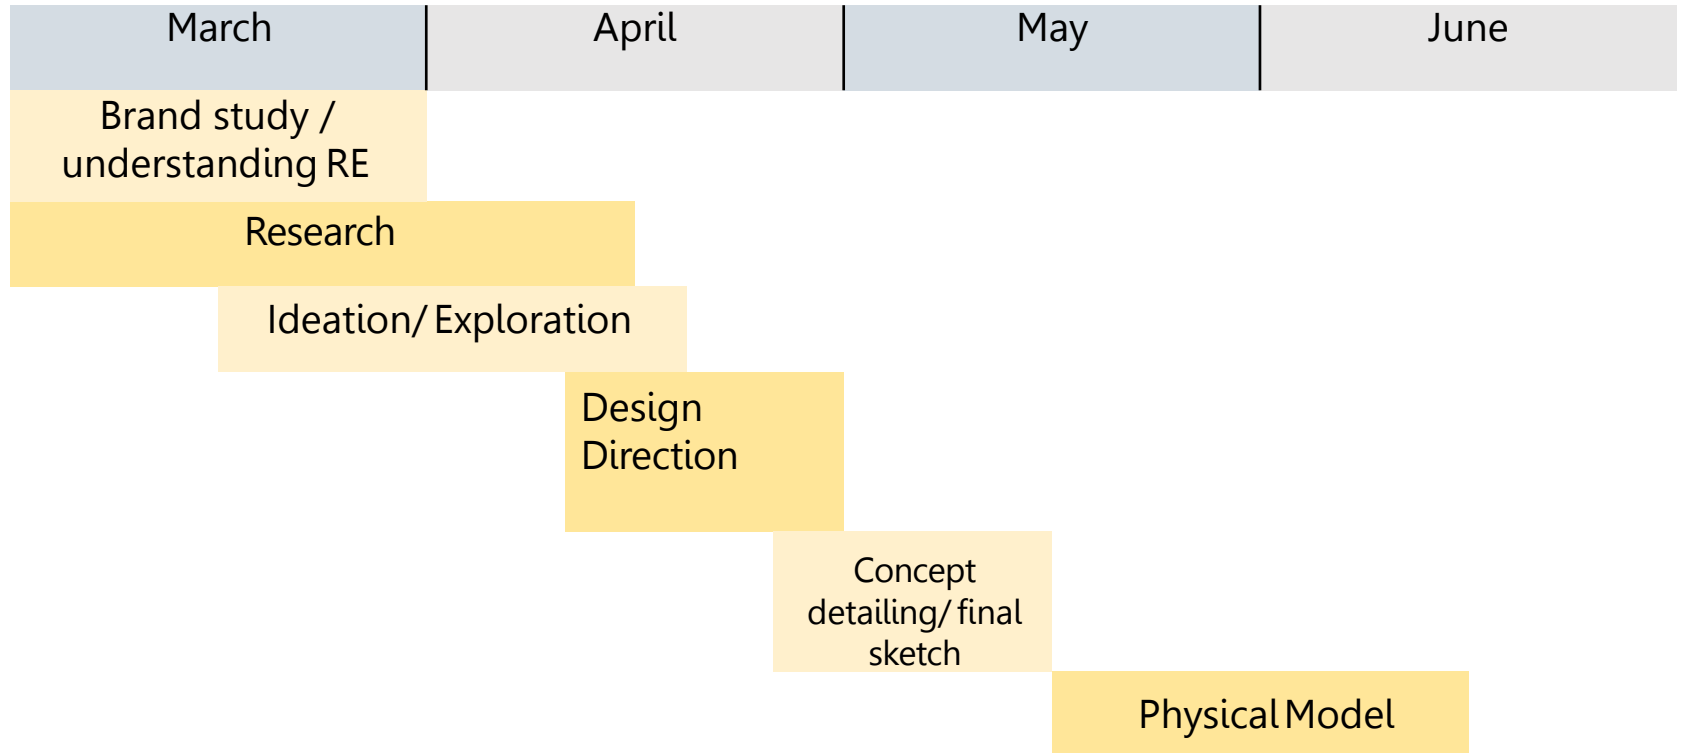 March
April
May
June
Brand study /
understanding RE
Research
Ideation/ Exploration
Design
Direction
Concept
detailing/ final
sketch
Physical Model